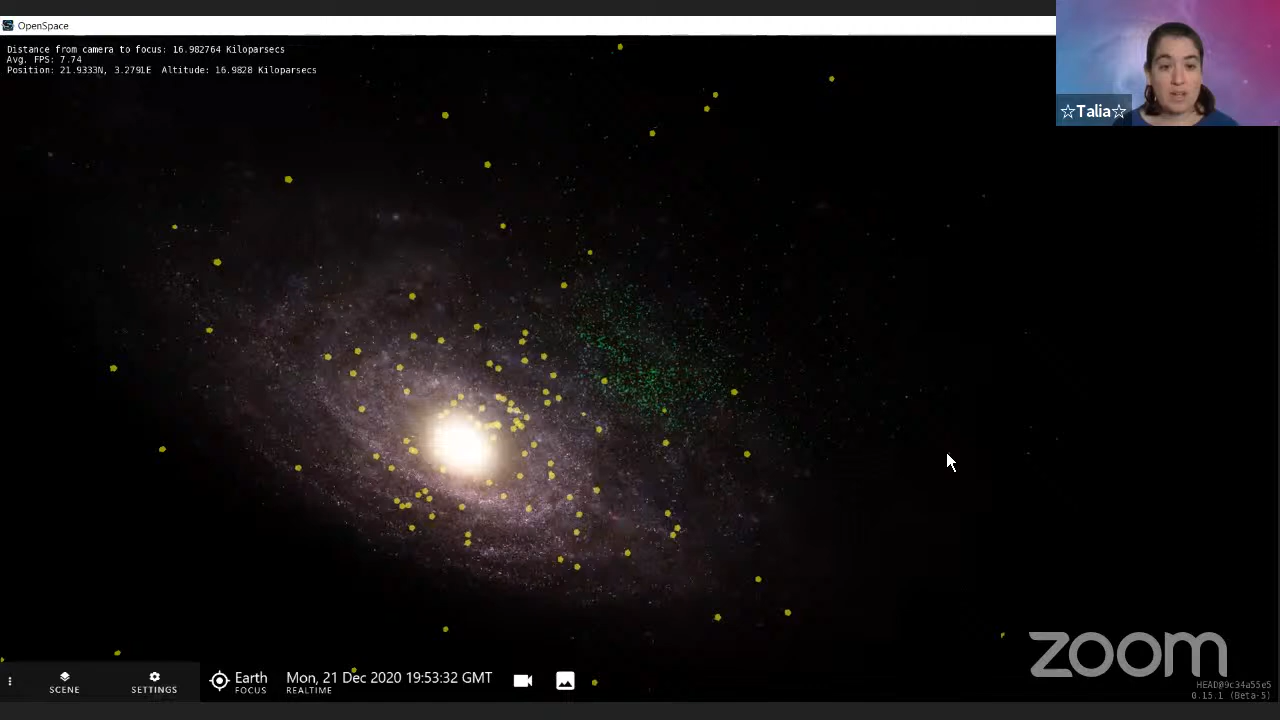 OpenSpace
Distance from camera to focus: 16.982764 Kiloparsecs
Avg. FPS: 7.74
Position: 21.9333N, 3.2791E  Altitude: 16.9828 Kiloparsecs
☆Talia☆
SCENE
SETTINGS
Earth
FOCUS
Mon, 21 Dec 2020 19:53:32 GMT
REALTIME
zoom
HEAD@9c34a55e5
0.15.1 (Beta-5)